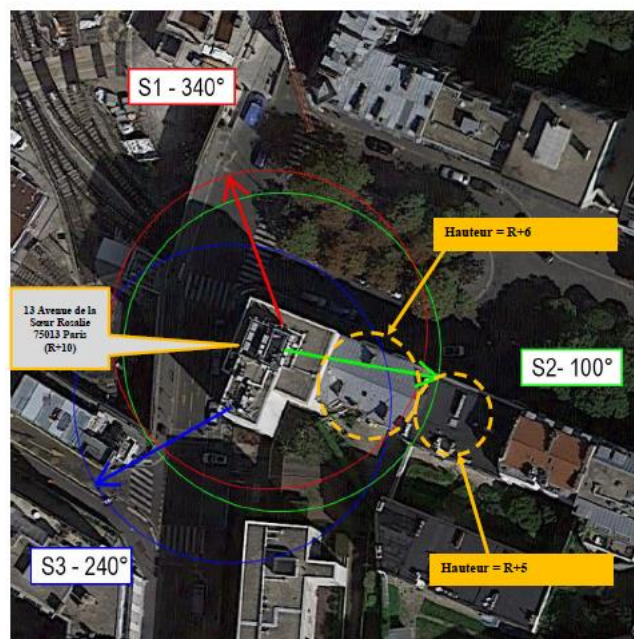 S1 - 340°
Hauteur = R+6
13 Avenue de la
Sœur Rosalie
75013 Paris
(R+10)
S2- 100°
S3 - 240°
Hauteur = R+5